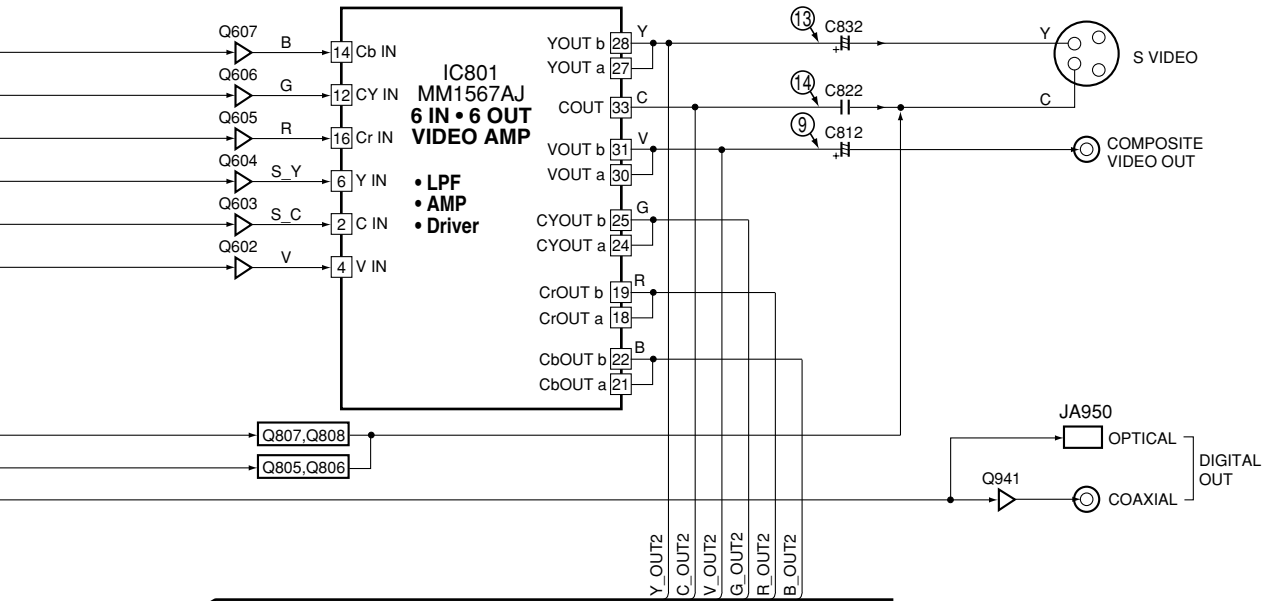 Q607
B
14 Cb IN
Q606
G
12 CY IN
Q605
R
16 Cr IN
Q604
S_Y
6 Y IN
Q603
S_C
2 C IN
Q602
V
4 V IN
IC801
MM1567AJ
6 IN • 6 OUT
VIDEO AMP
• LPF
• AMP
• Driver
YOUT b 28 Y
YOUT a 27
COUT 33 C
VOUT b 31 V
VOUT a 30
CYOUT b 25 G
CYOUT a 24
CrOUT b 19 R
CrOUT a 18
CbOUT b 22 B
CbOUT a 21
13 C832
+
Y
S VIDEO
14 C822
C
9 C812
+
COMPOSITE
VIDEO OUT
Q807,Q808
Q805,Q806
JA950
OPTICAL
Q941
COAXIAL
DIGITAL
OUT
Y_OUT2
C_OUT2
V_OUT2
G_OUT2
R_OUT2
B_OUT2